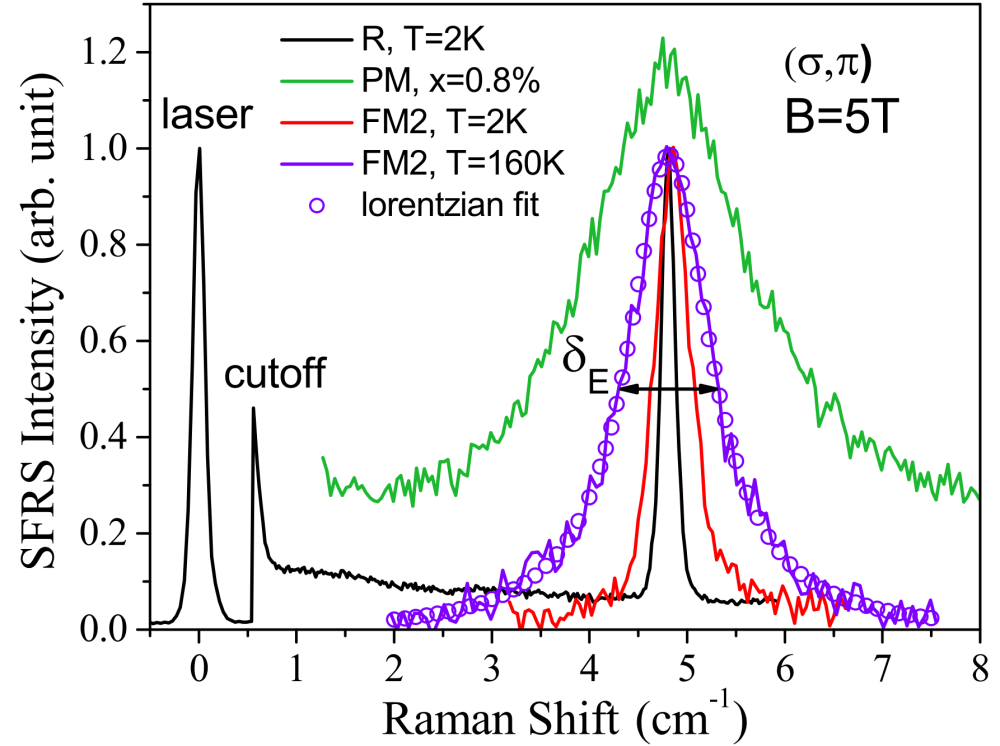 R, T=2K
PM, x=0.8%
FM2, T=2K
FM2, T=160K
lorentzian fit
(σ,π)
B=5T
laser
cutoff
δE
SFRS Intensity (arb. unit)
1.2
1.0
0.8
0.6
0.4
0.2
0.0
0 1 2 3 4 5 6 7 8
Raman Shift (cm⁻¹)